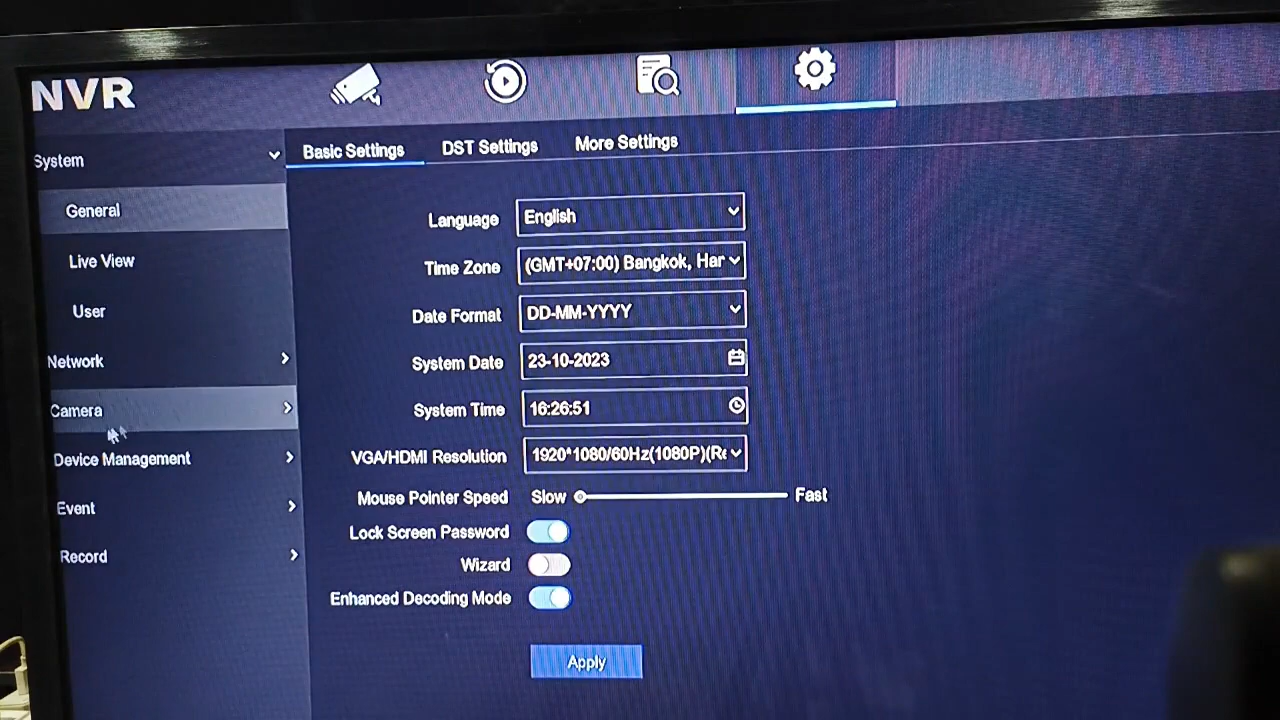 NVR
System
General
Live View
User
Network
Camera
Device Management
Event
Record
Basic Settings DST Settings More Settings
Language English
Time Zone (GMT+07:00) Bangkok, Har
Date Format DD-MM-YYYY
System Date 23-10-2023
System Time 16:26:51
VGA/HDMI Resolution 1920*1080/60Hz(1080P)(Re
Mouse Pointer Speed Slow Fast
Lock Screen Password
Wizard
Enhanced Decoding Mode
Apply